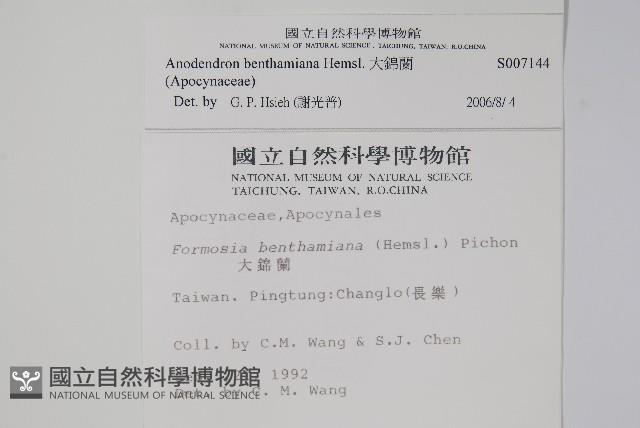 國立自然科學博物館
NATIONAL MUSEUM OF NATURAL SCIENCE, TAICHUNG, TAIWAN, R.O.CHINA
Anodendron benthamiana Hemsl. 大錦蘭 S007144
(Apocynaceae)
Det. by G. P. Hsieh (謝光普) 2006/8/4
國立自然科學博物館
NATIONAL MUSEUM OF NATURAL SCIENCE
TAICHUNG, TAIWAN, R.O.CHINA
Apocynaceae,Apocynales
Formosia benthamiana (Hemsl.) Pichon
大錦蘭
Taiwan. Pingtung:Changlo(長樂)
Coll. by C.M. Wang & S.J. Chen
1992
Det. by C. M. Wang
國立自然科學博物館
NATIONAL MUSEUM OF NATURAL SCIENCE